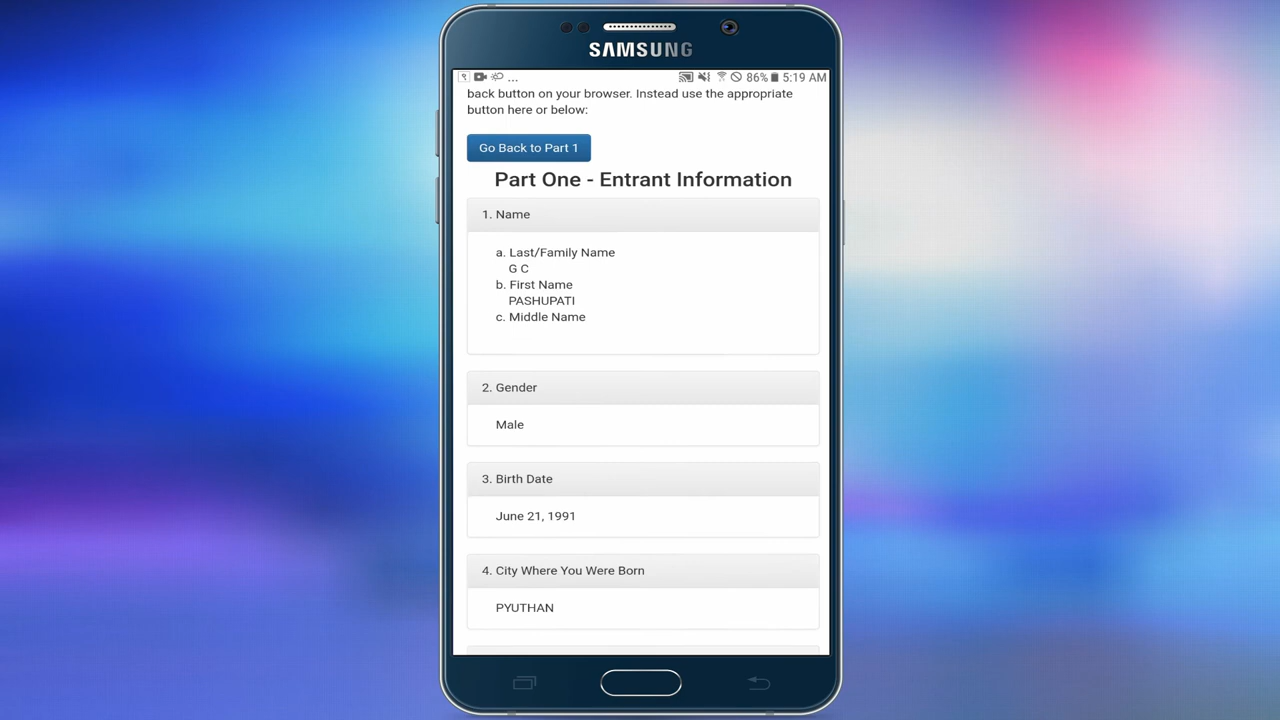 SAMSUNG
... 86% 5:19 AM
back button on your browser. Instead use the appropriate
button here or below:
Go Back to Part 1
Part One - Entrant Information
1. Name
a. Last/Family Name
G C
b. First Name
PASHUPATI
c. Middle Name
2. Gender
Male
3. Birth Date
June 21, 1991
4. City Where You Were Born
PYUTHAN